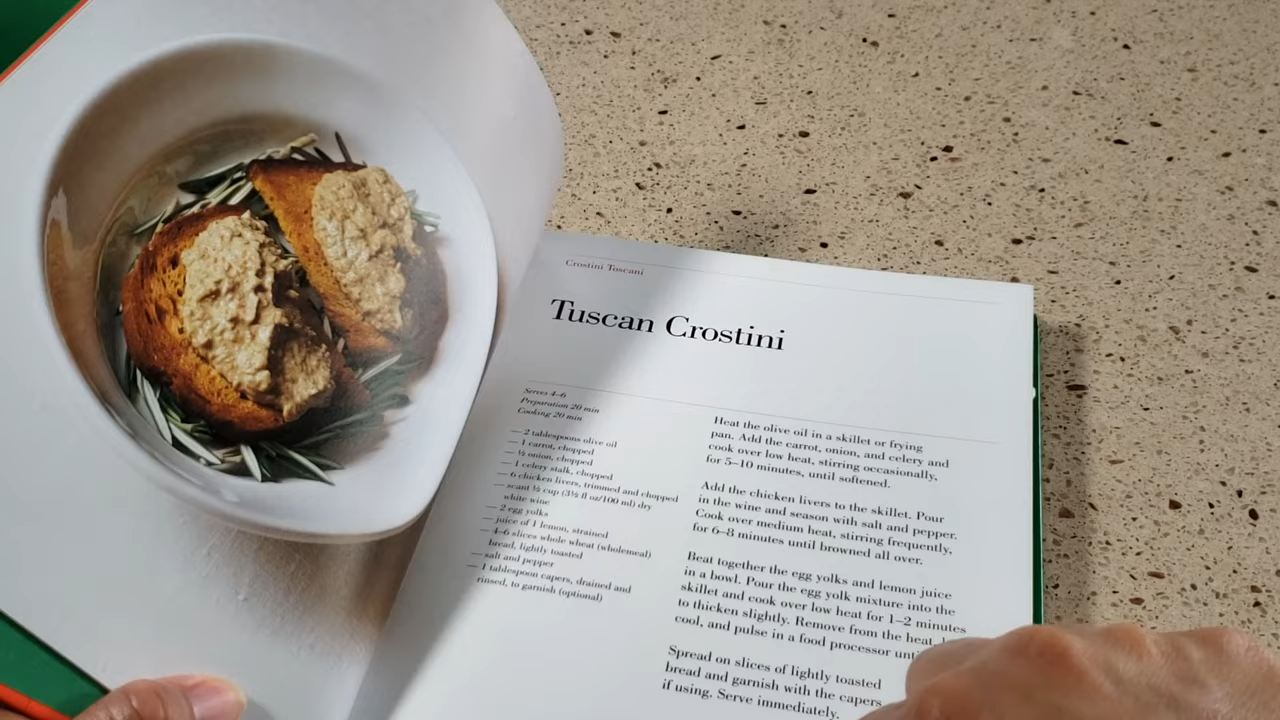 Crostini Toscani
Tuscan Crostini
Serves 4–6
Preparation 20 min
Cooking 20 min
— 2 tablespoons olive oil
— 1 carrot, chopped
— ½ onion, chopped
— 1 celery stalk, chopped
— 6 chicken livers, trimmed and chopped
— scant ½ cup (3½ fl oz/100 ml) dry
white wine
— 2 egg yolks
— juice of 1 lemon, strained
— 4–6 slices whole wheat (wholemeal)
bread, lightly toasted
— salt and pepper
— 1 tablespoon capers, drained and
rinsed, to garnish (optional)
Heat the olive oil in a skillet or frying
pan. Add the carrot, onion, and celery and
cook over low heat, stirring occasionally,
for 5–10 minutes, until softened.
Add the chicken livers to the skillet. Pour
in the wine and season with salt and pepper.
Cook over medium heat, stirring frequently,
for 6–8 minutes until browned all over.
Beat together the egg yolks and lemon juice
in a bowl. Pour the egg yolk mixture into the
skillet and cook over low heat for 1–2 minutes
to thicken slightly. Remove from the heat,
cool, and pulse in a food processor
Spread on slices of lightly toasted
bread and garnish with the capers
if using. Serve immediately.